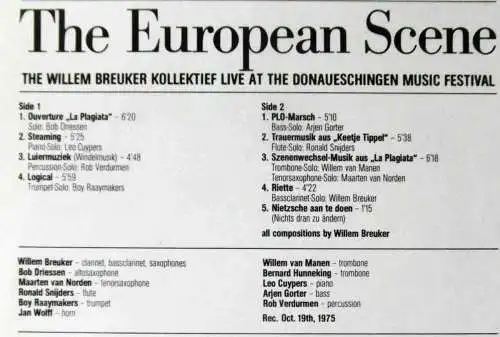 The European Scene
THE WILLEM BREUKER KOLLEKTIEF LIVE AT THE DONAUESCHINGEN MUSIC FESTIVAL
Side 1
1. Ouverture „La Plagiata" – 6'20
Solo: Bob Driessen
2. Steaming – 5'25
Piano-Solo: Leo Cuypers
3. Luiermuziek (Windelmusik) – 4'48
Percussion-Solo: Rob Verdurmen
4. Logical – 5'59
Trumpet-Solo: Boy Raaymakers
Side 2
1. PLO-Marsch – 5'10
Bass-Solo: Arjen Gorter
2. Trauermusik aus „Keetje Tippel" – 5'38
Flute-Solo: Ronald Snijders
3. Szenenwechsel-Musik aus „La Plagiata" – 6'18
Trombone-Solo: Willem van Manen
Tenorsaxophone-Solo: Maarten van Norden
4. Riette – 4'22
Bassclarinet-Solo: Willem Breuker
5. Nietzsche aan te doen – 1'15
(Nichts dran zu ändern)
all compositions by Willem Breuker
Willem Breuker – clarinet, bassclarinet, saxophones
Bob Driessen – altosaxophone
Maarten van Norden – tenorsaxophone
Ronald Snijders – flute
Boy Raaymakers – trumpet
Jan Wolff – horn
Willem van Manen – trombone
Bernard Hunneking – trombone
Leo Cuypers – piano
Arjen Gorter – bass
Rob Verdurmen – percussion
Rec. Oct. 19th, 1975